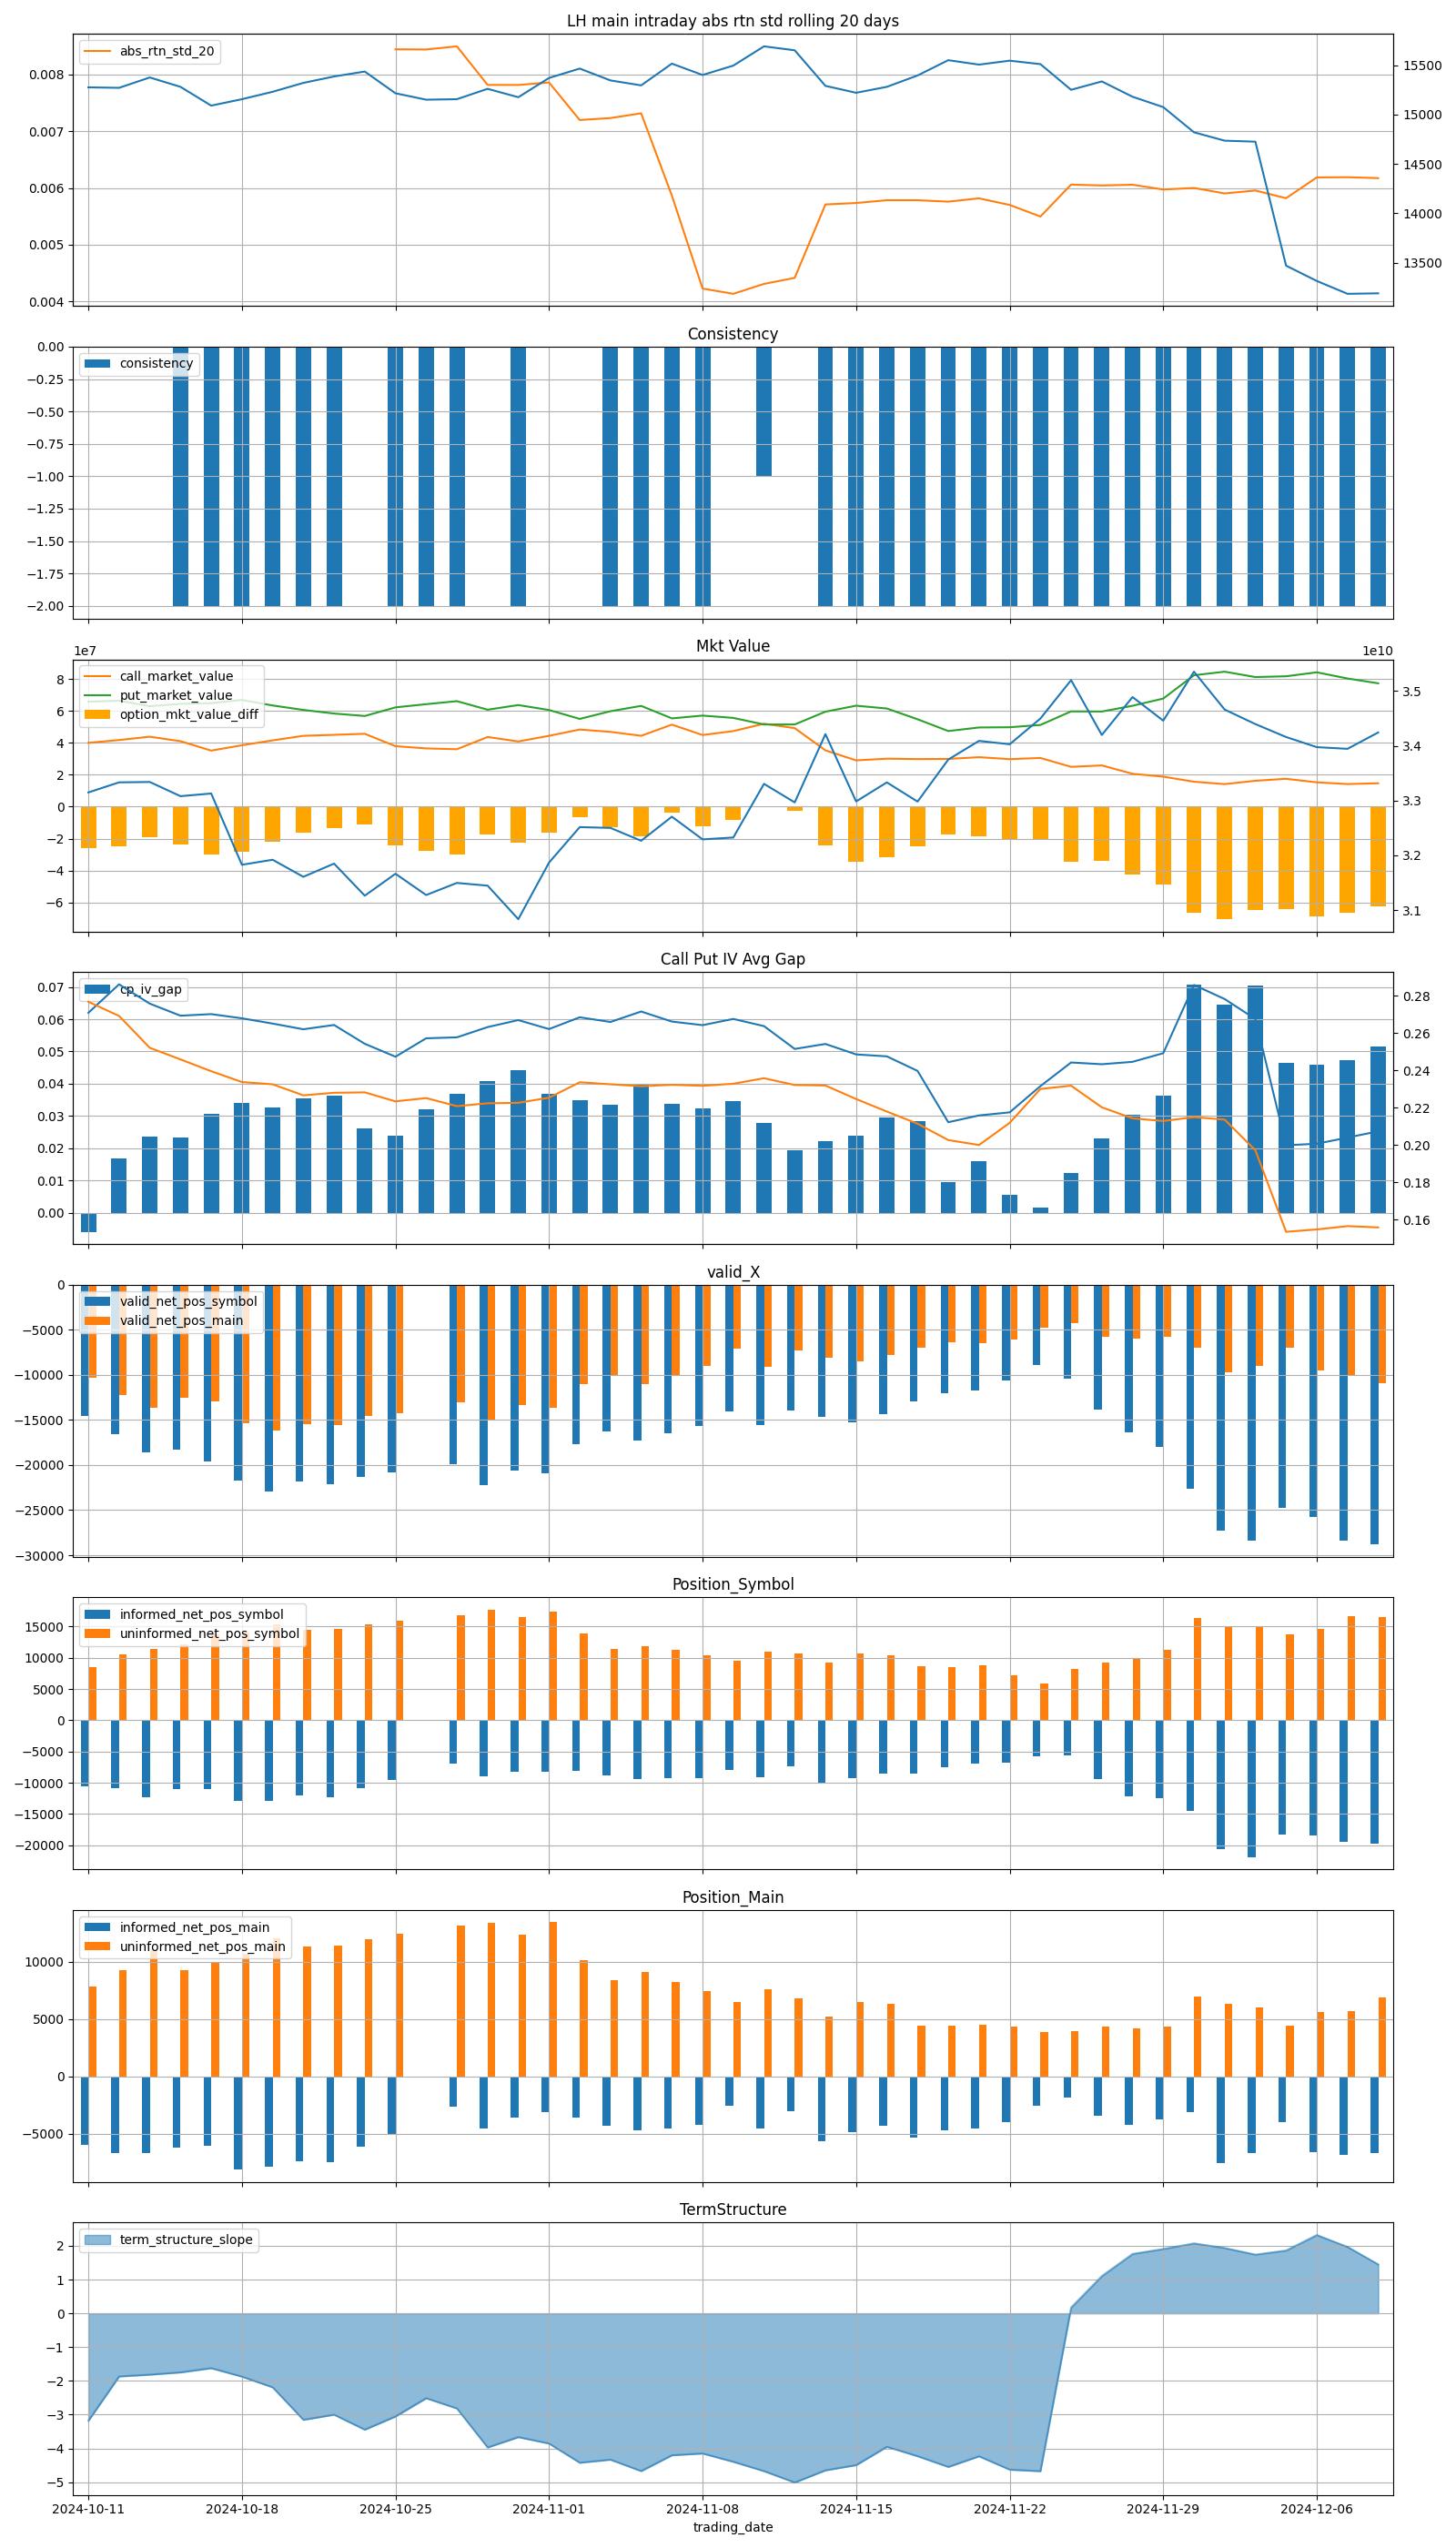 LH main intraday abs rtn std rolling 20 days
abs_rtn_std_20
0.008
0.007
0.006
0.005
0.004
15500
15000
14500
14000
13500
Consistency
consistency
0.00
−0.25
−0.50
−0.75
−1.00
−1.25
−1.50
−1.75
−2.00
Mkt Value
1e7
1e10
call_market_value
put_market_value
option_mkt_value_diff
8
6
4
2
0
−2
−4
−6
3.5
3.4
3.3
3.2
3.1
Call Put IV Avg Gap
cp_iv_gap
0.07
0.06
0.05
0.04
0.03
0.02
0.01
0.00
0.28
0.26
0.24
0.22
0.20
0.18
0.16
valid_X
valid_net_pos_symbol
valid_net_pos_main
0
−5000
−10000
−15000
−20000
−25000
−30000
Position_Symbol
informed_net_pos_symbol
uninformed_net_pos_symbol
15000
10000
5000
0
−5000
−10000
−15000
−20000
Position_Main
informed_net_pos_main
uninformed_net_pos_main
10000
5000
0
−5000
TermStructure
term_structure_slope
2
1
0
−1
−2
−3
−4
−5
2024-10-11 2024-10-18 2024-10-25 2024-11-01 2024-11-08 2024-11-15 2024-11-22 2024-11-29 2024-12-06
trading_date